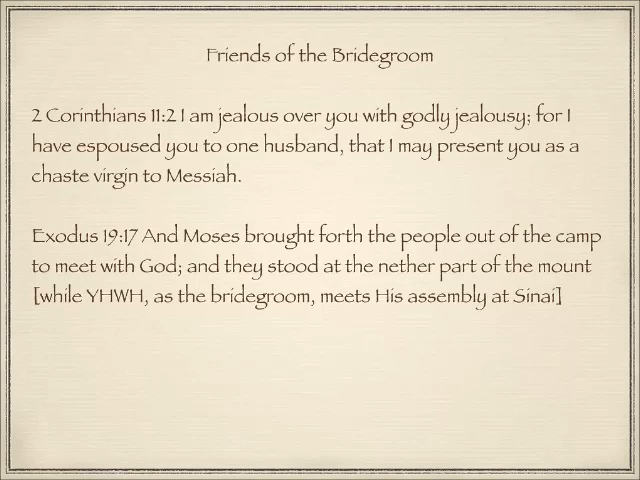 Friends of the Bridegroom
2 Corinthians 11:2 I am jealous over you with godly jealousy; for I
have espoused you to one husband, that I may present you as a
chaste virgin to Messiah.
Exodus 19:17 And Moses brought forth the people out of the camp
to meet with God; and they stood at the nether part of the mount
[while YHWH, as the bridegroom, meets His assembly at Sinai]